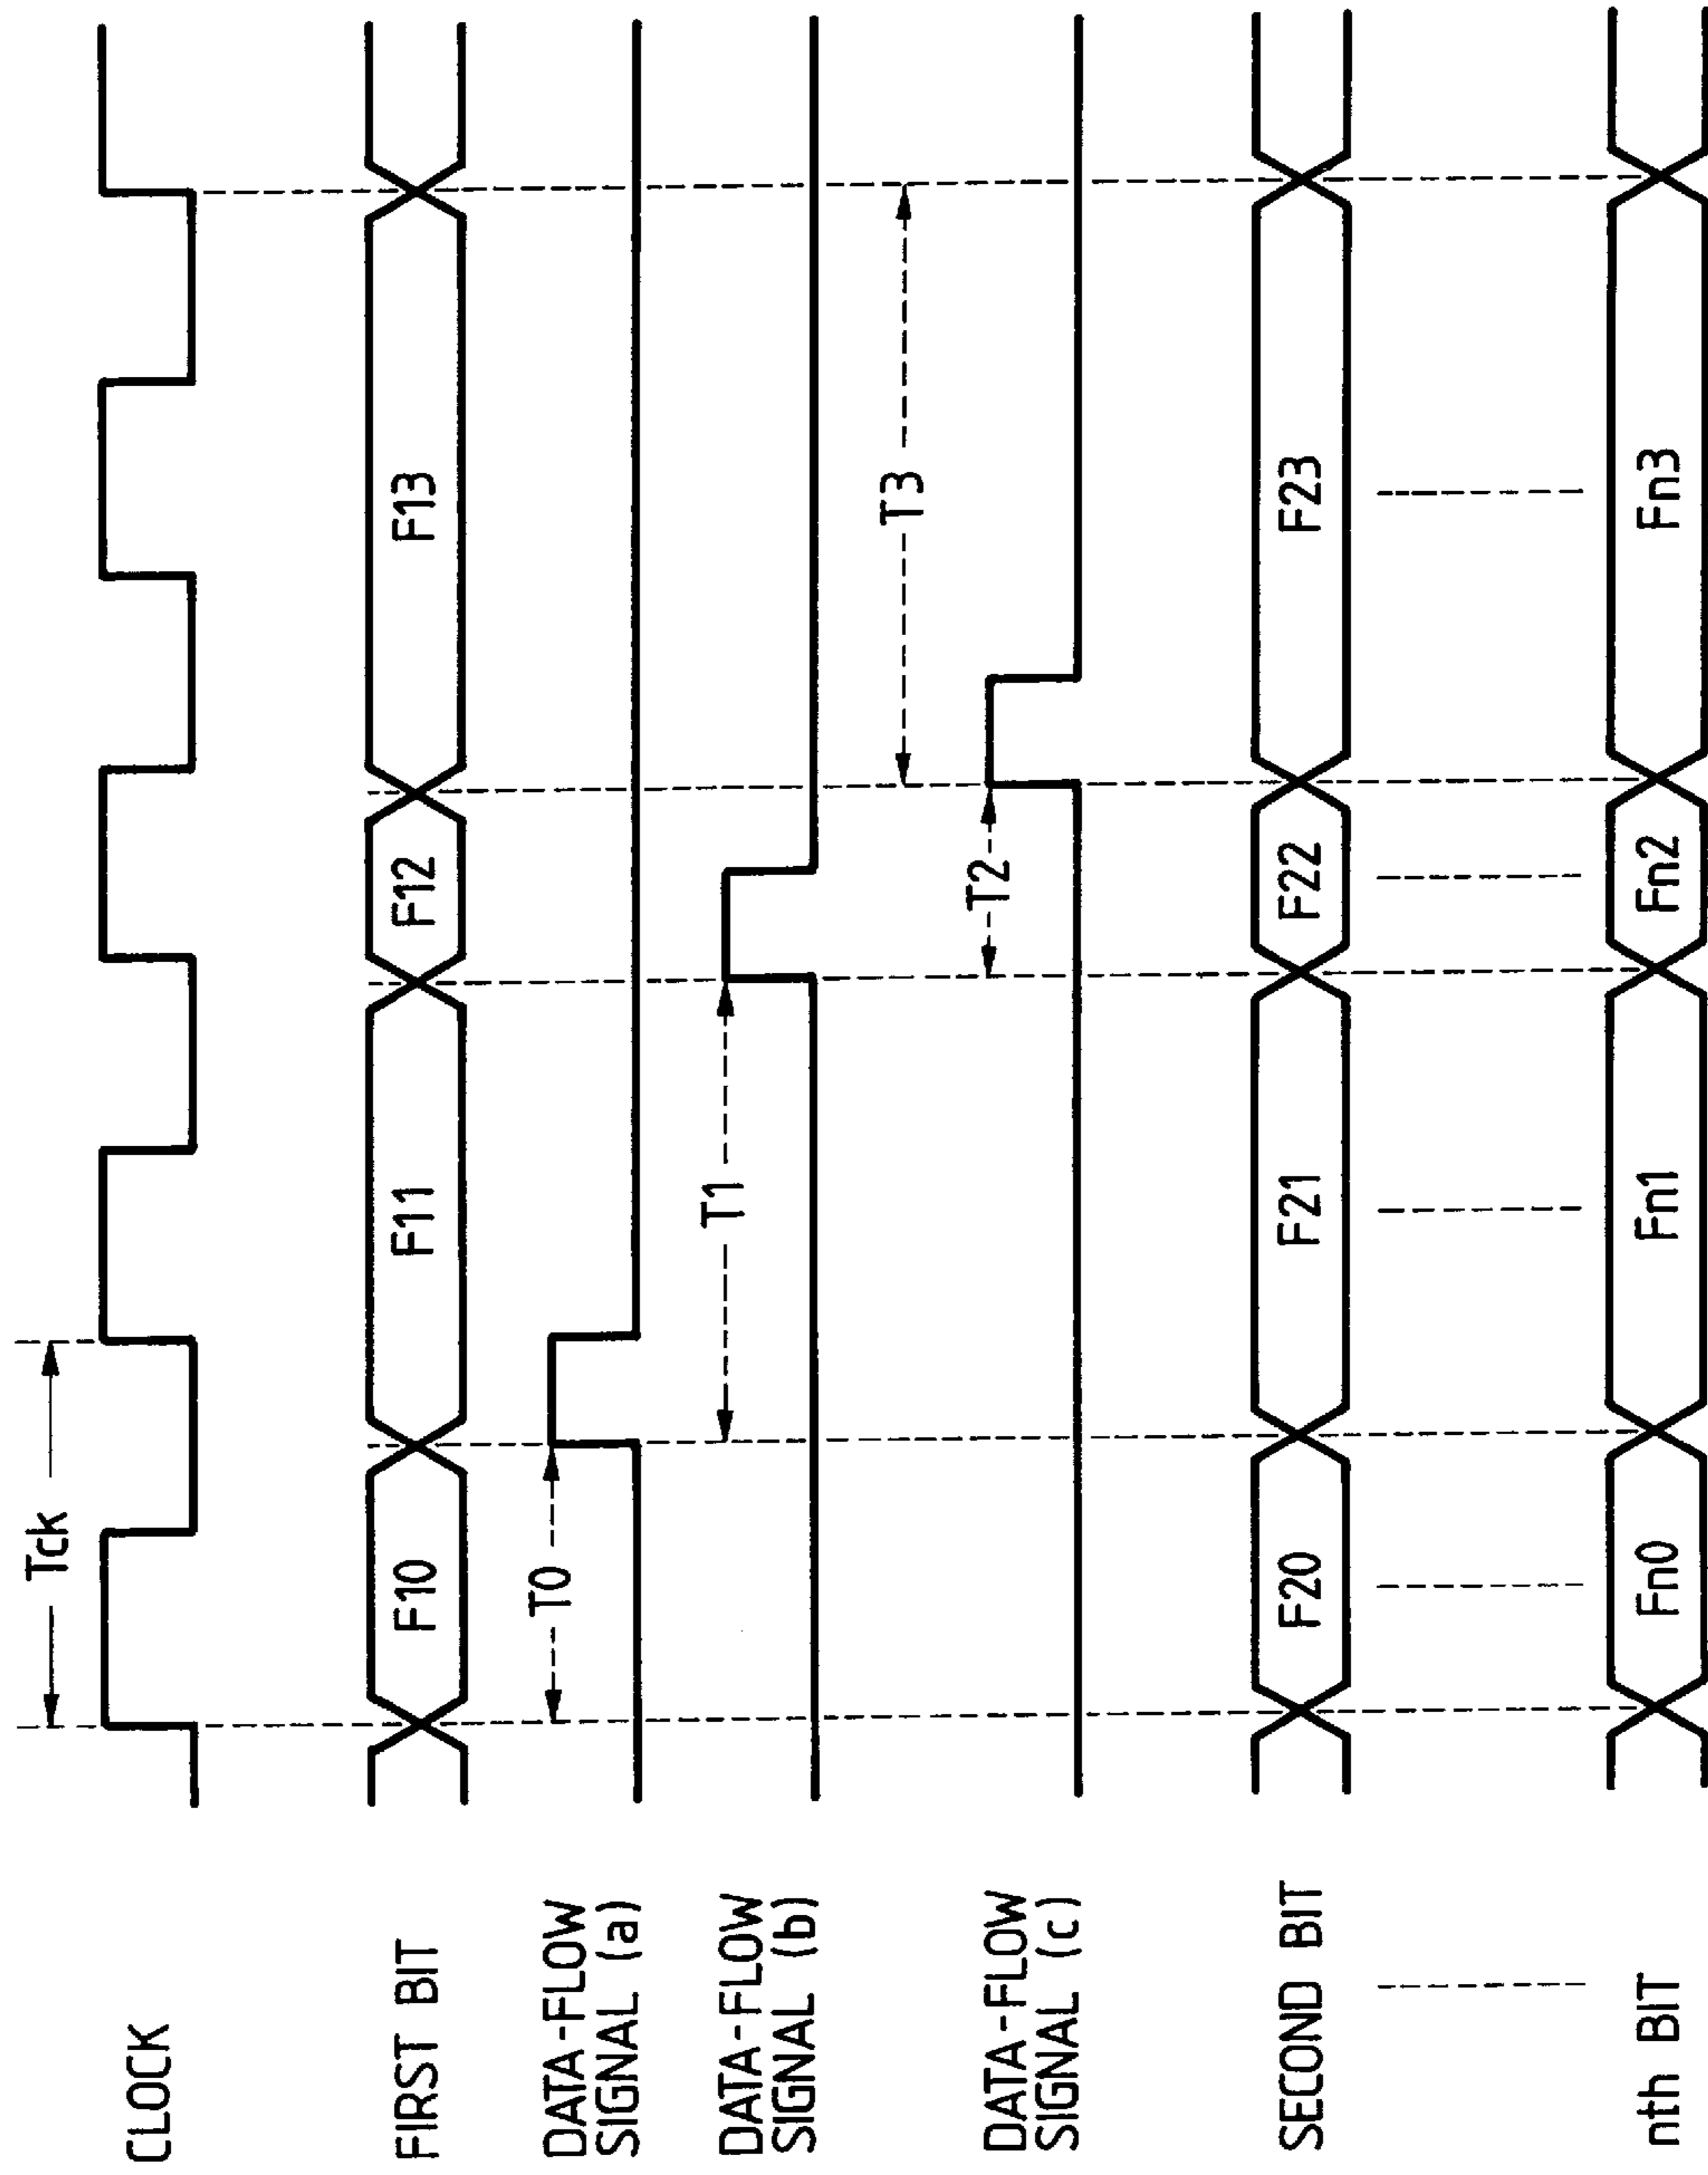 Tck
CLOCK
FIRST BIT
F10
F11
F12
F13
DATA-FLOW
SIGNAL (a)
T0
DATA-FLOW
SIGNAL (b)
T1
DATA-FLOW
SIGNAL (c)
T2
T3
SECOND BIT
F20
F21
F22
F23
nth BIT
Fn0
Fn1
Fn2
Fn3